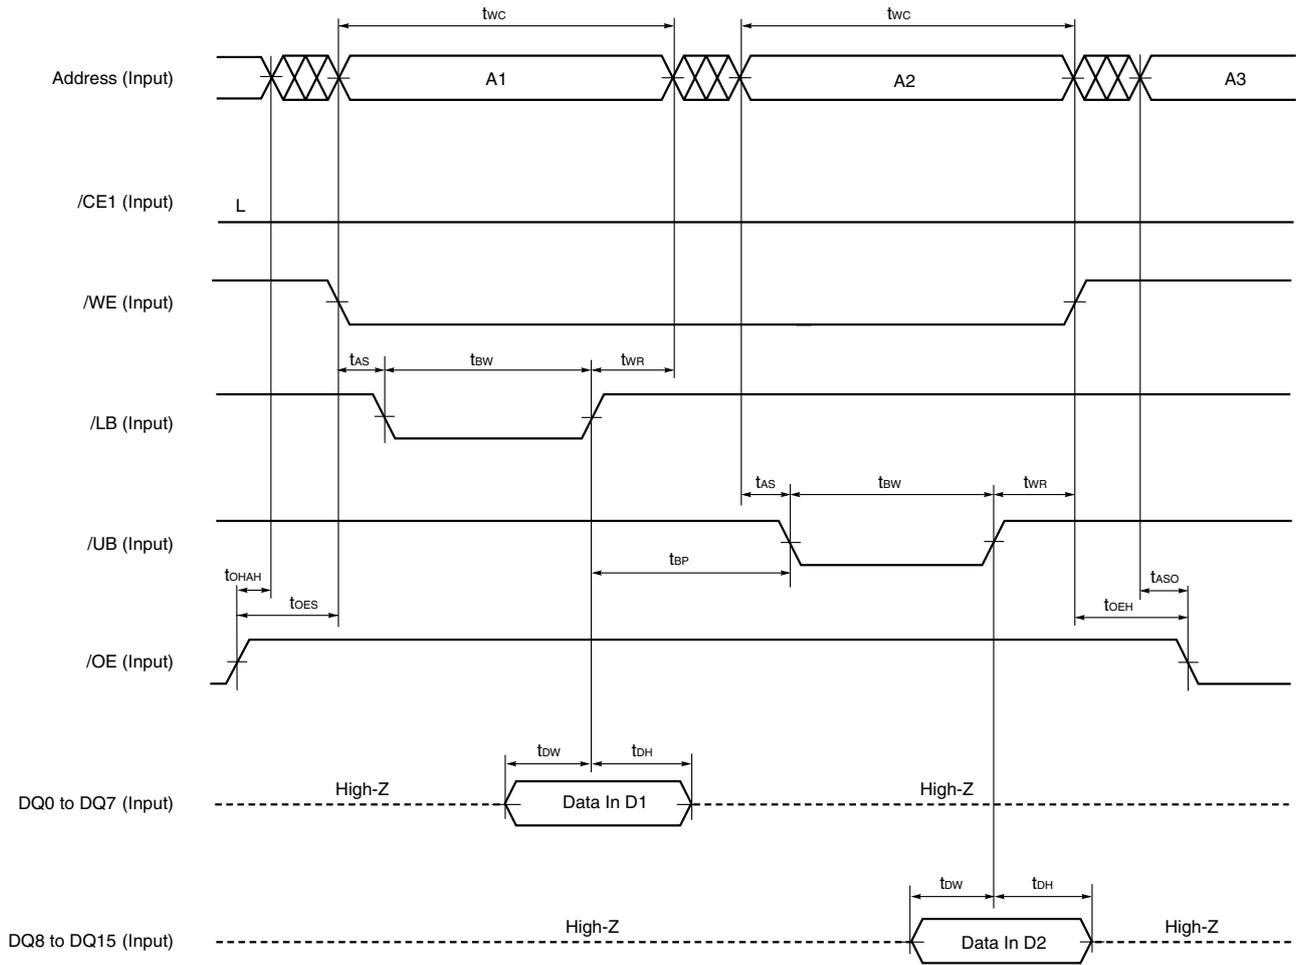 tWC tWC
Address (Input) A1 A2 A3
/CE1 (Input) L
/WE (Input)
tAS tBW tWR
/LB (Input)
tAS tBW tWR
/UB (Input)
tBP
tOHAH tASO
tOES tOEH
/OE (Input)
tDW tDH
High-Z High-Z
DQ0 to DQ7 (Input) Data In D1
tDW tDH
High-Z High-Z
DQ8 to DQ15 (Input) Data In D2